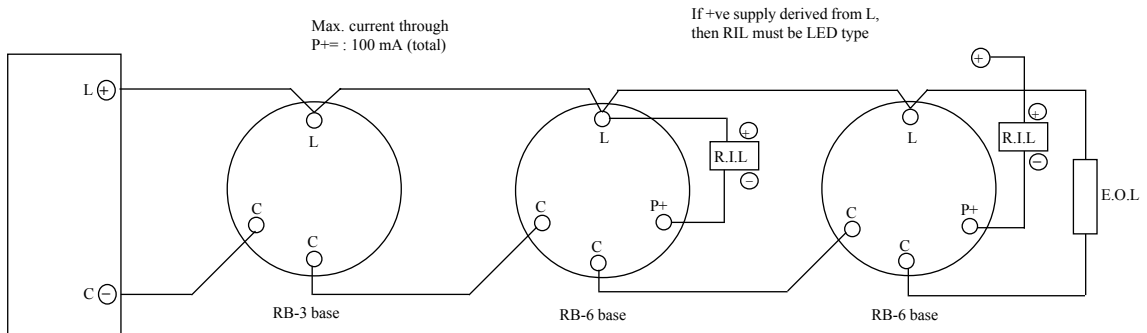 Max. current through
P+= : 100 mA (total)
If +ve supply derived from L,
then RIL must be LED type
L +
C −
L
C
C
RB-3 base
L
C
C
P+
+
R.I.L
−
RB-6 base
L
C
C
P+
+
+
R.I.L
−
RB-6 base
E.O.L